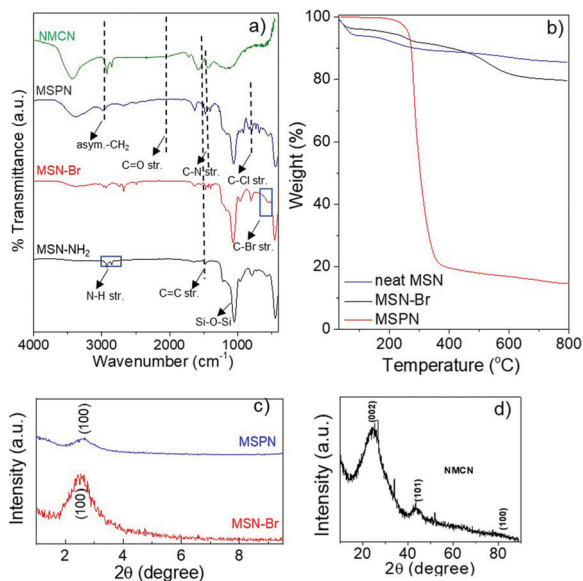 a)
NMCN
MSPN
asym.-CH2
C=O str.
C-N str.
C-Cl str.
MSN-Br
C-Br str.
MSN-NH2
N-H str.
C=C str.
Si-O-Si
% Transmittance (a.u.)
4000 3000 2000 1000
Wavenumber (cm-1)
b)
100
80
60
40
20
0
neat MSN
MSN-Br
MSPN
Weight (%)
200 400 600 800
Temperature (°C)
c)
(100)
MSPN
(100)
MSN-Br
Intensity (a.u.)
2 4 6 8
2θ (degree)
d)
(002)
NMCN
(101)
(100)
Intensity (a.u.)
20 40 60 80
2θ (degree)